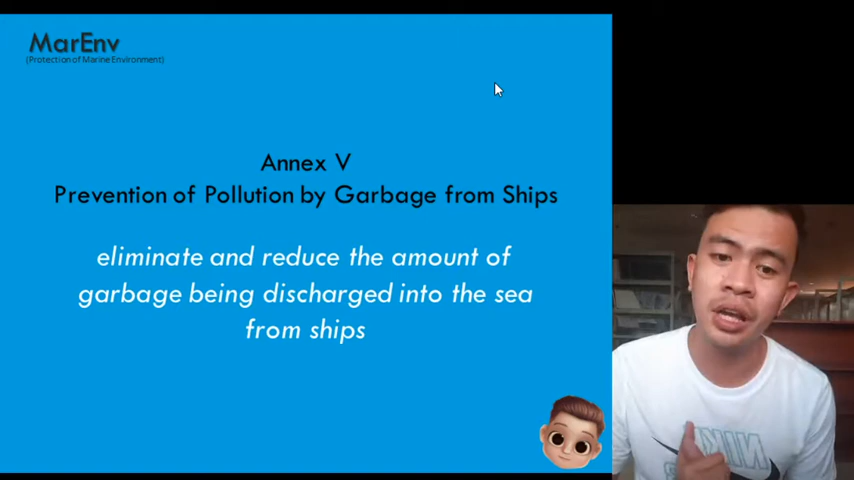 MarEnv
(Protection of Marine Environment)
Annex V
Prevention of Pollution by Garbage from Ships
eliminate and reduce the amount of
garbage being discharged into the sea
from ships
NIKE